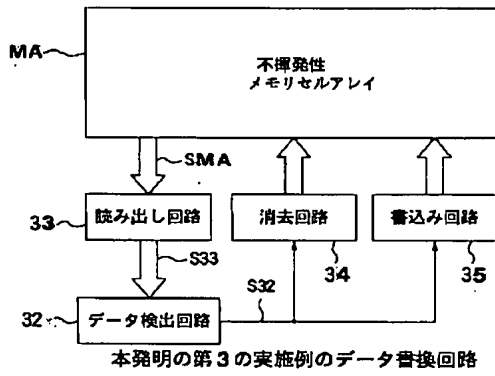 MA
不揮発性
メモリセルアレイ
SMA
33
読み出し回路
消去回路
書込み回路
S33
34
35
S32
32
データ検出回路
本発明の第3の実施例のデータ書換回路